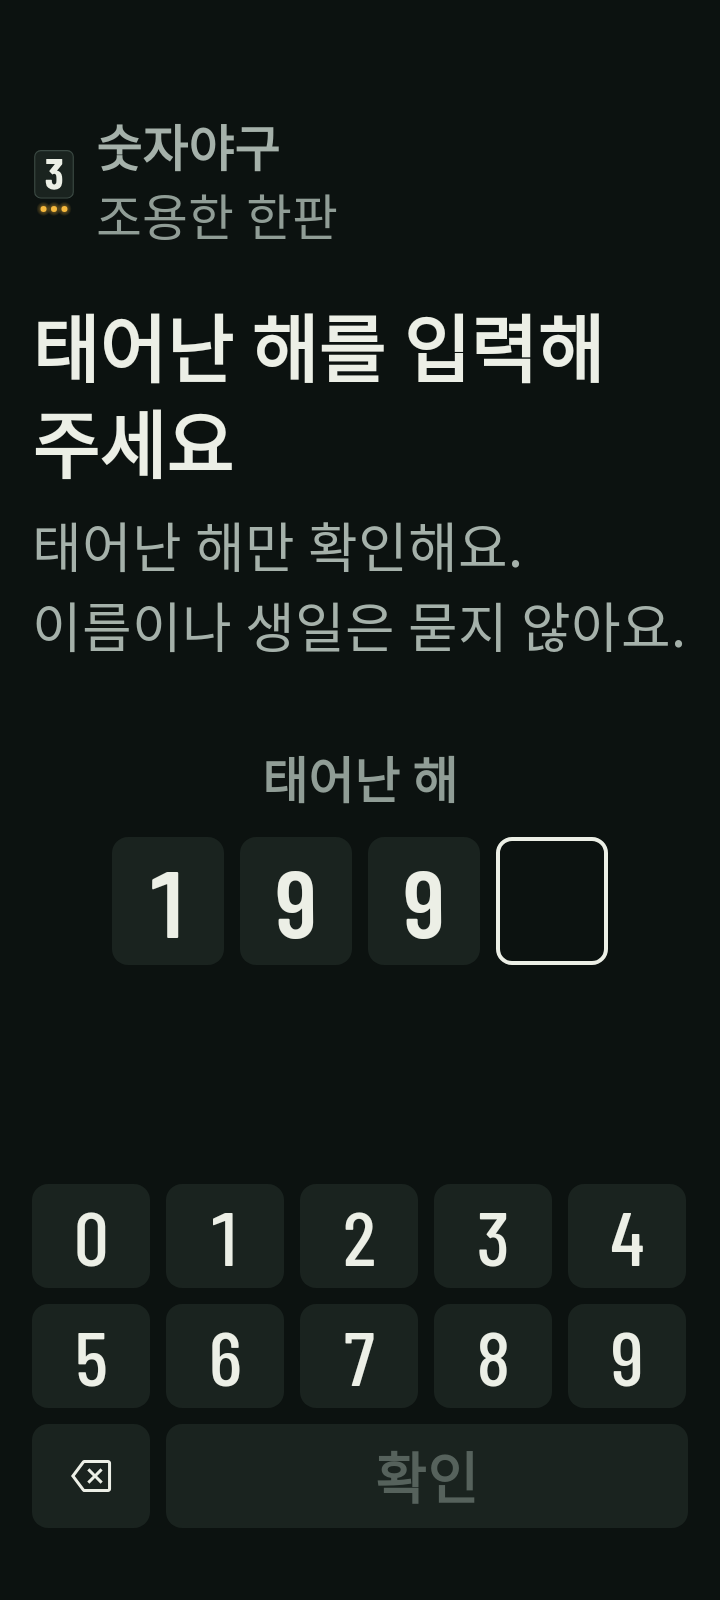 3
숫자야구
조용한 한판
태어난 해를 입력해
주세요
태어난 해만 확인해요.
이름이나 생일은 묻지 않아요.
태어난 해
1 9 9
0 1 2 3 4
5 6 7 8 9
확인